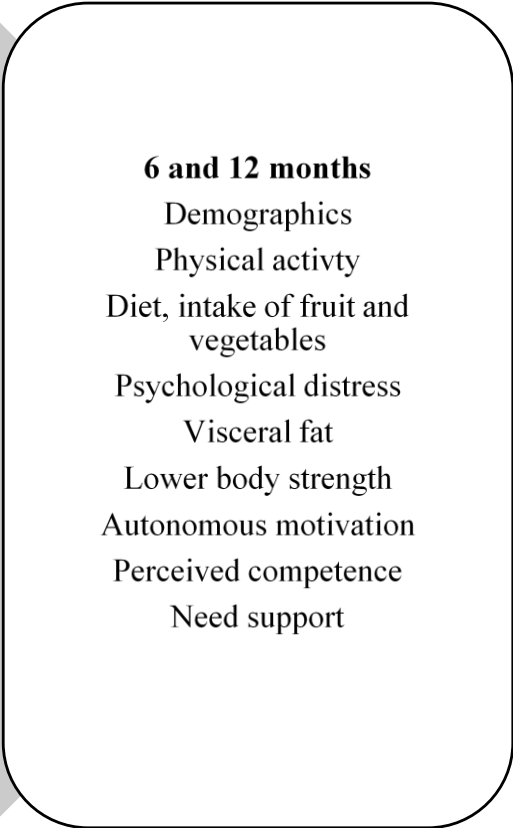 6 and 12 months
Demographics
Physical activty
Diet, intake of fruit and
vegetables
Psychological distress
Visceral fat
Lower body strength
Autonomous motivation
Perceived competence
Need support